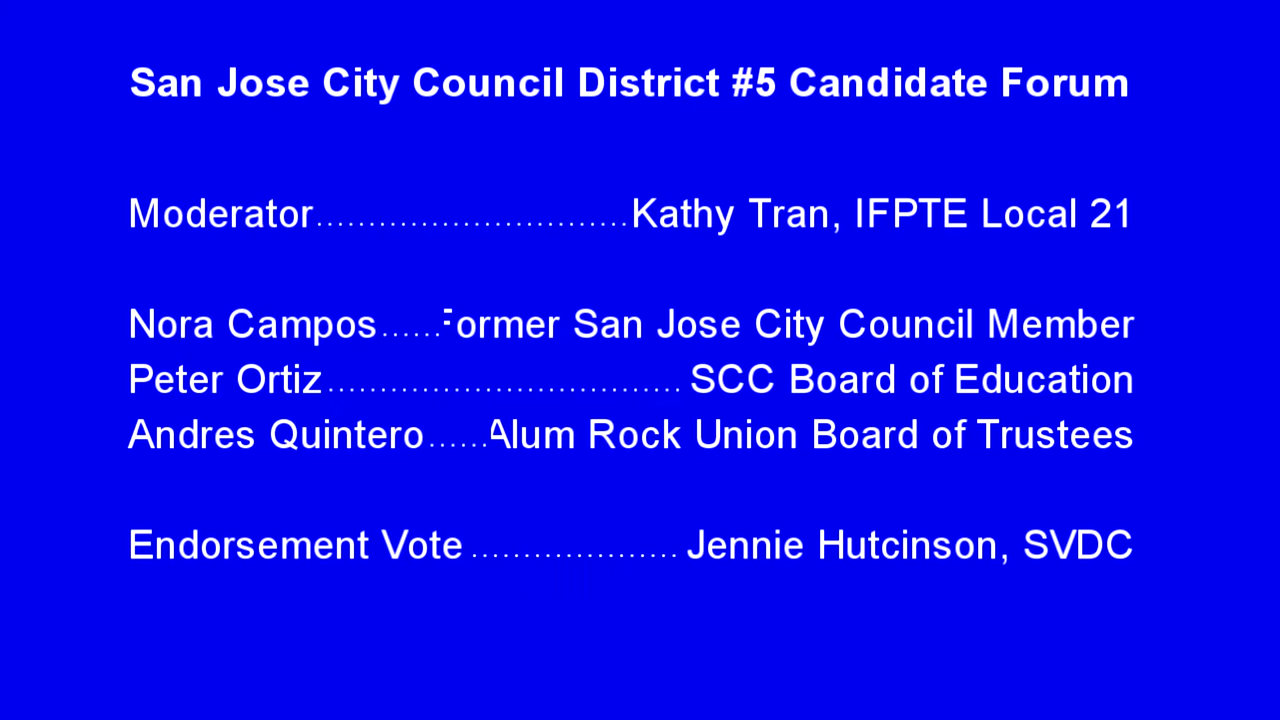 San Jose City Council District #5 Candidate Forum
Moderator..............................Kathy Tran, IFPTE Local 21
Nora Campos......Former San Jose City Council Member
Peter Ortiz.................................. SCC Board of Education
Andres Quintero......Alum Rock Union Board of Trustees
Endorsement Vote .................... Jennie Hutcinson, SVDC